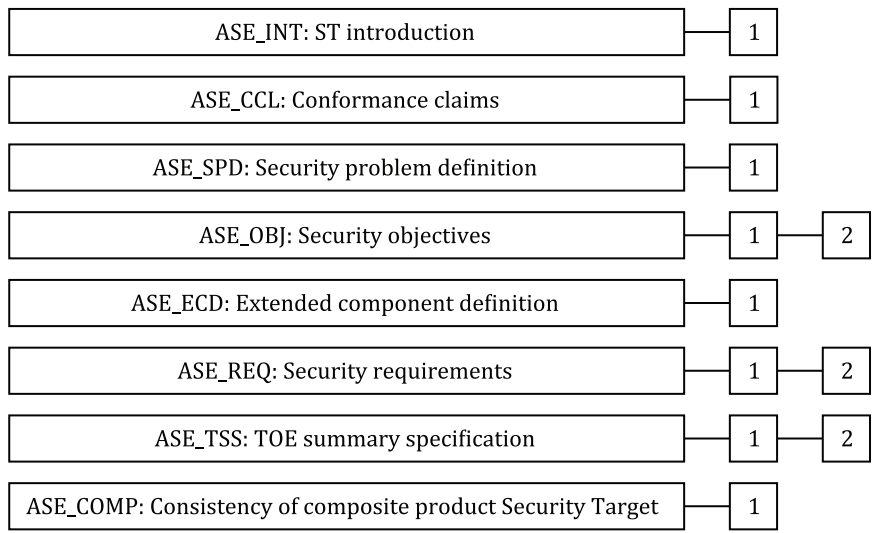 ASE_INT: ST introduction 1
ASE_CCL: Conformance claims 1
ASE_SPD: Security problem definition 1
ASE_OBJ: Security objectives 1 2
ASE_ECD: Extended component definition 1
ASE_REQ: Security requirements 1 2
ASE_TSS: TOE summary specification 1 2
ASE_COMP: Consistency of composite product Security Target 1